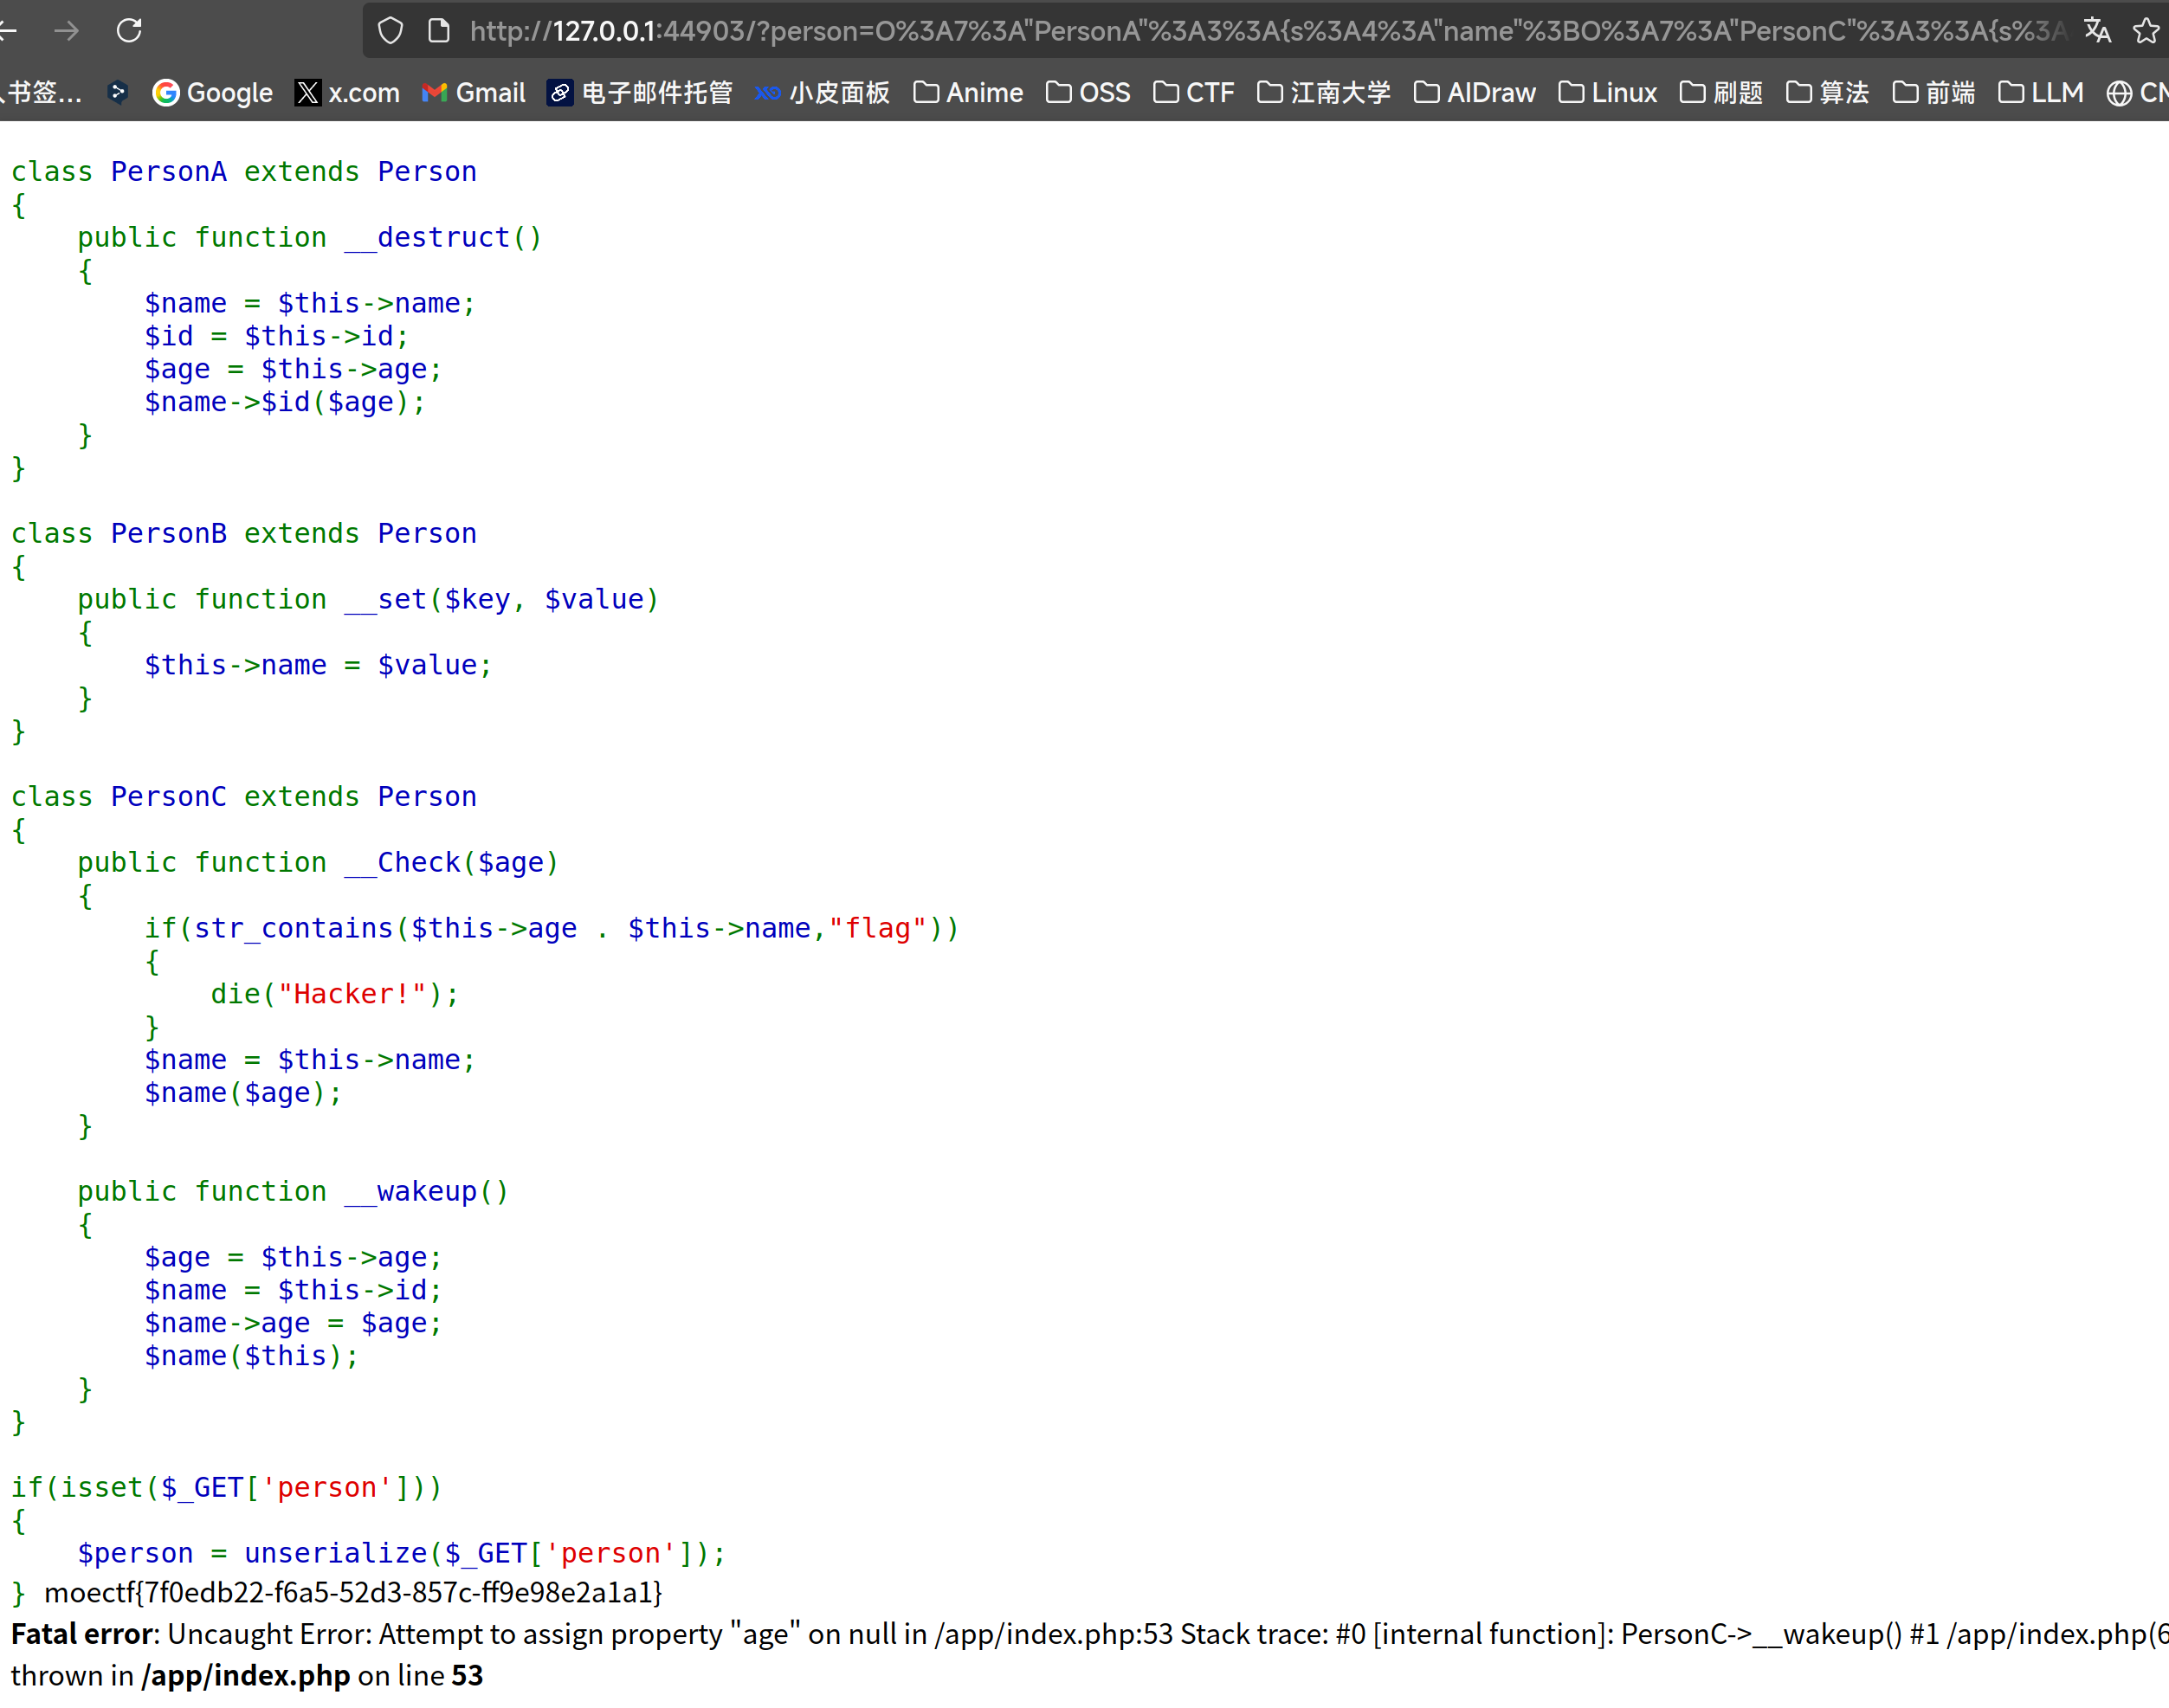 http://127.0.0.1:44903/?person=O%3A7%3A"PersonA"%3A3%3A{s%3A4%3A"name"%3BO%3A7%3A"PersonC"%3A3%3A{s%3A
书签... Google x.com Gmail 电子邮件托管 小皮面板 Anime OSS CTF 江南大学 AIDraw Linux 刷题 算法 前端 LLM
class PersonA extends Person
{
    public function __destruct()
    {
        $name = $this->name;
        $id = $this->id;
        $age = $this->age;
        $name->$id($age);
    }
}
class PersonB extends Person
{
    public function __set($key, $value)
    {
        $this->name = $value;
    }
}
class PersonC extends Person
{
    public function __Check($age)
    {
        if(str_contains($this->age . $this->name,"flag"))
        {
            die("Hacker!");
        }
        $name = $this->name;
        $name($age);
    }
    public function __wakeup()
    {
        $age = $this->age;
        $name = $this->id;
        $name->age = $age;
        $name($this);
    }
}
if(isset($_GET['person']))
{
    $person = unserialize($_GET['person']);
} moectf{7f0edb22-f6a5-52d3-857c-ff9e98e2a1a1}
Fatal error: Uncaught Error: Attempt to assign property "age" on null in /app/index.php:53 Stack trace: #0 [internal function]: PersonC->__wakeup() #1 /app/index.php(6
thrown in /app/index.php on line 53